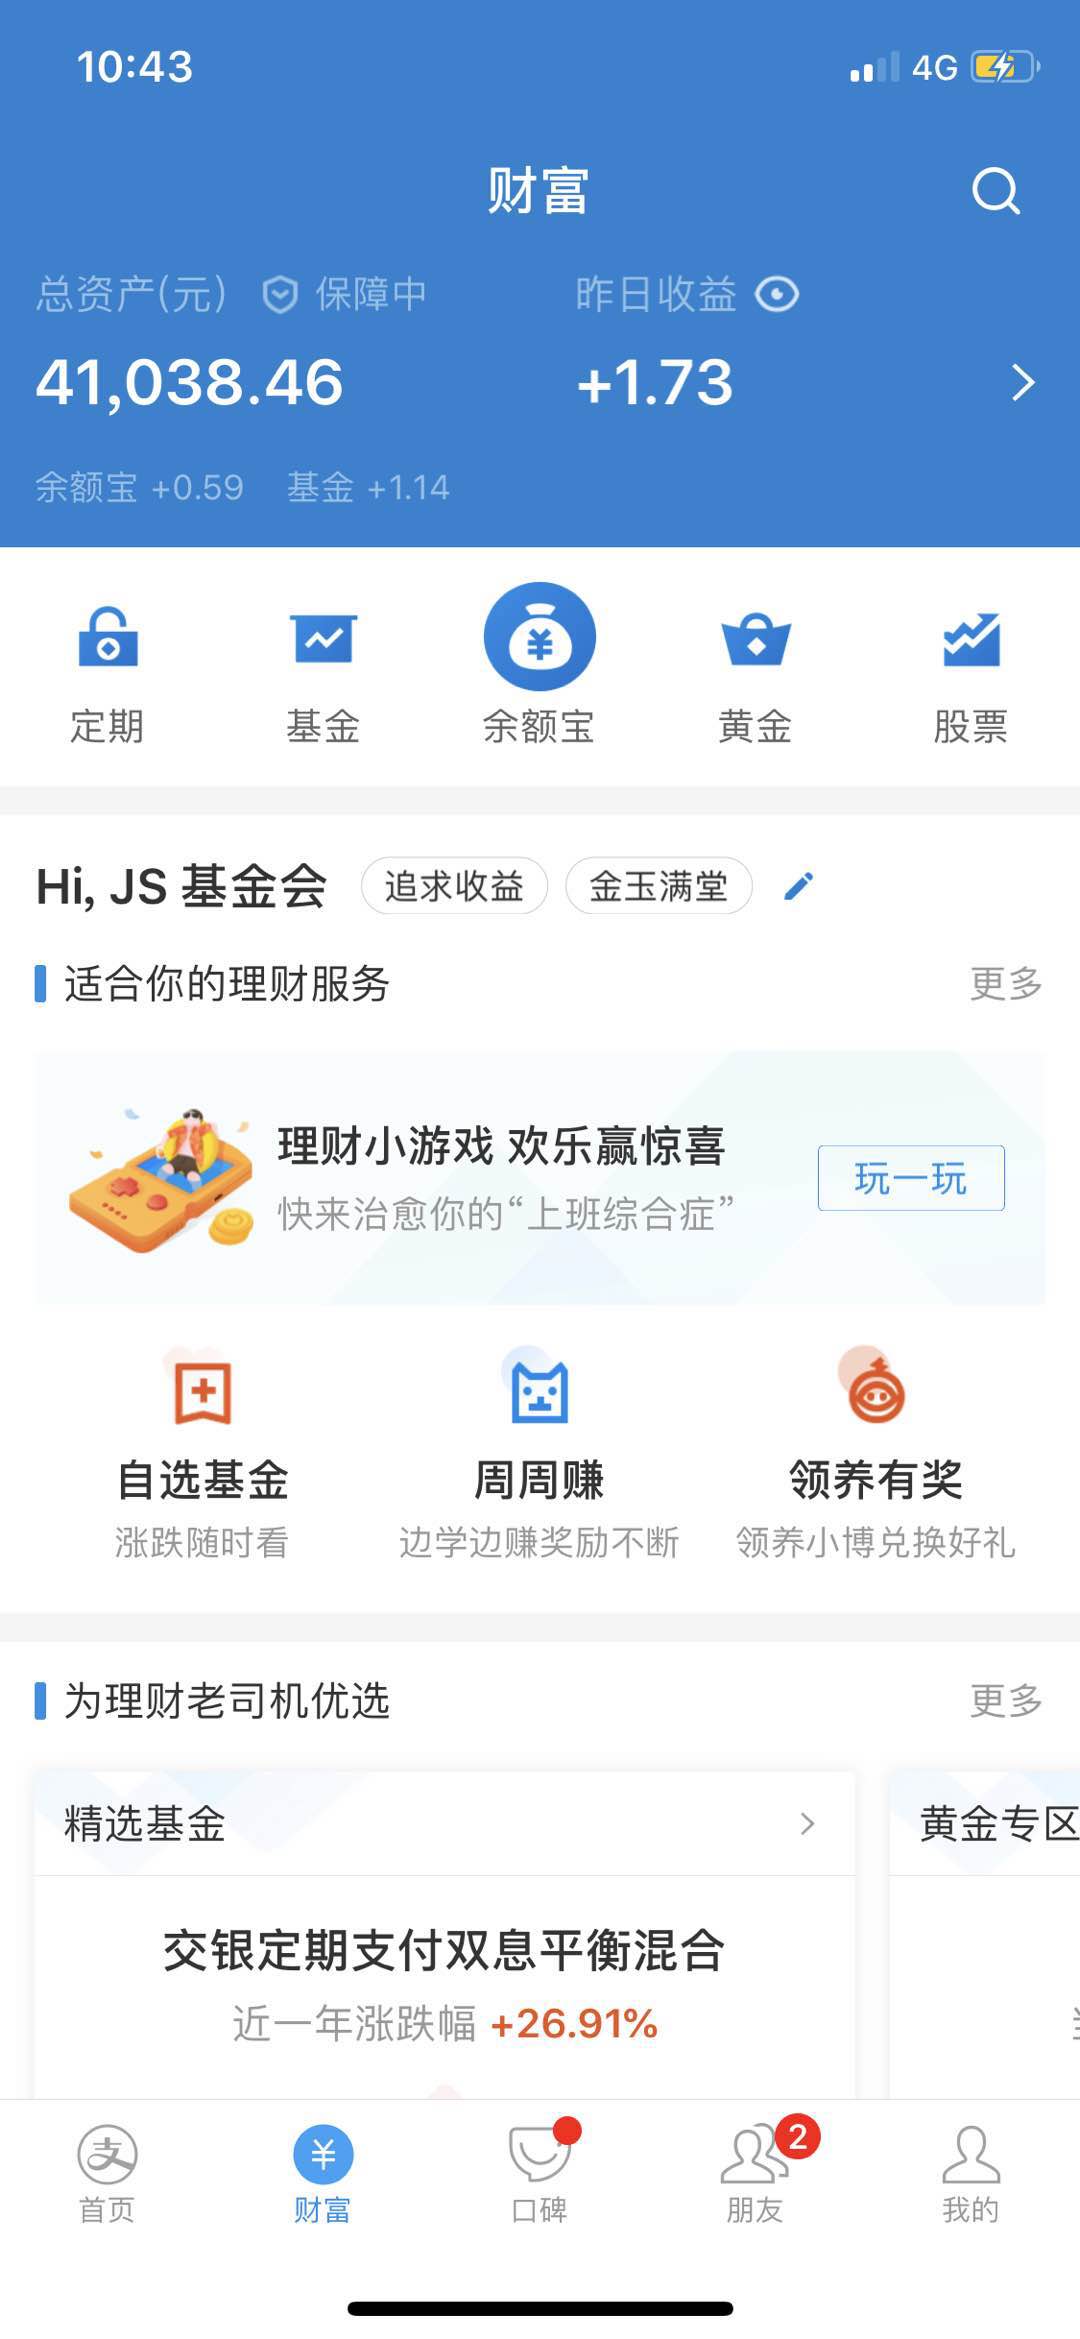 10:43
4G
财富
总资产(元) 保障中 昨日收益
41,038.46 +1.73
余额宝 +0.59 基金 +1.14
定期 基金 余额宝 黄金 股票
Hi, JS 基金会 追求收益 金玉满堂
适合你的理财服务 更多
理财小游戏 欢乐赢惊喜
快来治愈你的“上班综合症”
玩一玩
自选基金 周周赚 领养有奖
涨跌随时看 边学边赚奖励不断 领养小博兑换好礼
为理财老司机优选 更多
精选基金 黄金专区
交银定期支付双息平衡混合
近一年涨跌幅 +26.91%
2
首页 财富 口碑 朋友 我的